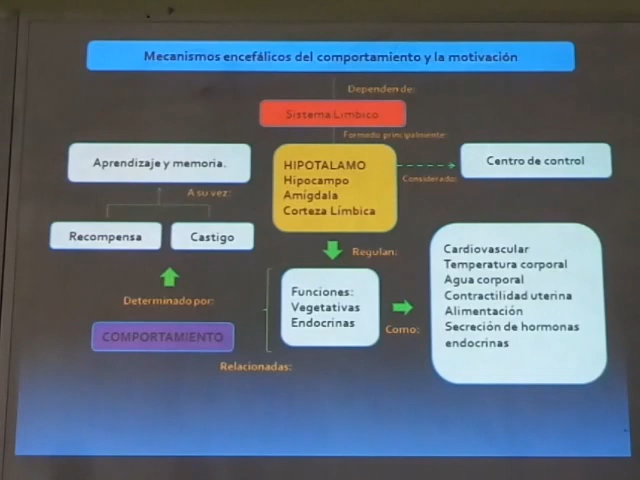 Mecanismos encefálicos del comportamiento y la motivación
Dependen de:
Sistema Límbico
Formado principalmente:
Aprendizaje y memoria.
HIPOTALAMO
Hipocampo
Amígdala
Corteza Límbica
Considerado:
Centro de control
A su vez:
Recompensa
Castigo
Regulan:
Determinado por:
COMPORTAMIENTO
Funciones:
Vegetativas
Endocrinas
Relacionadas:
Como:
Cardiovascular
Temperatura corporal
Agua corporal
Contractilidad uterina
Alimentación
Secreción de hormonas
endocrinas